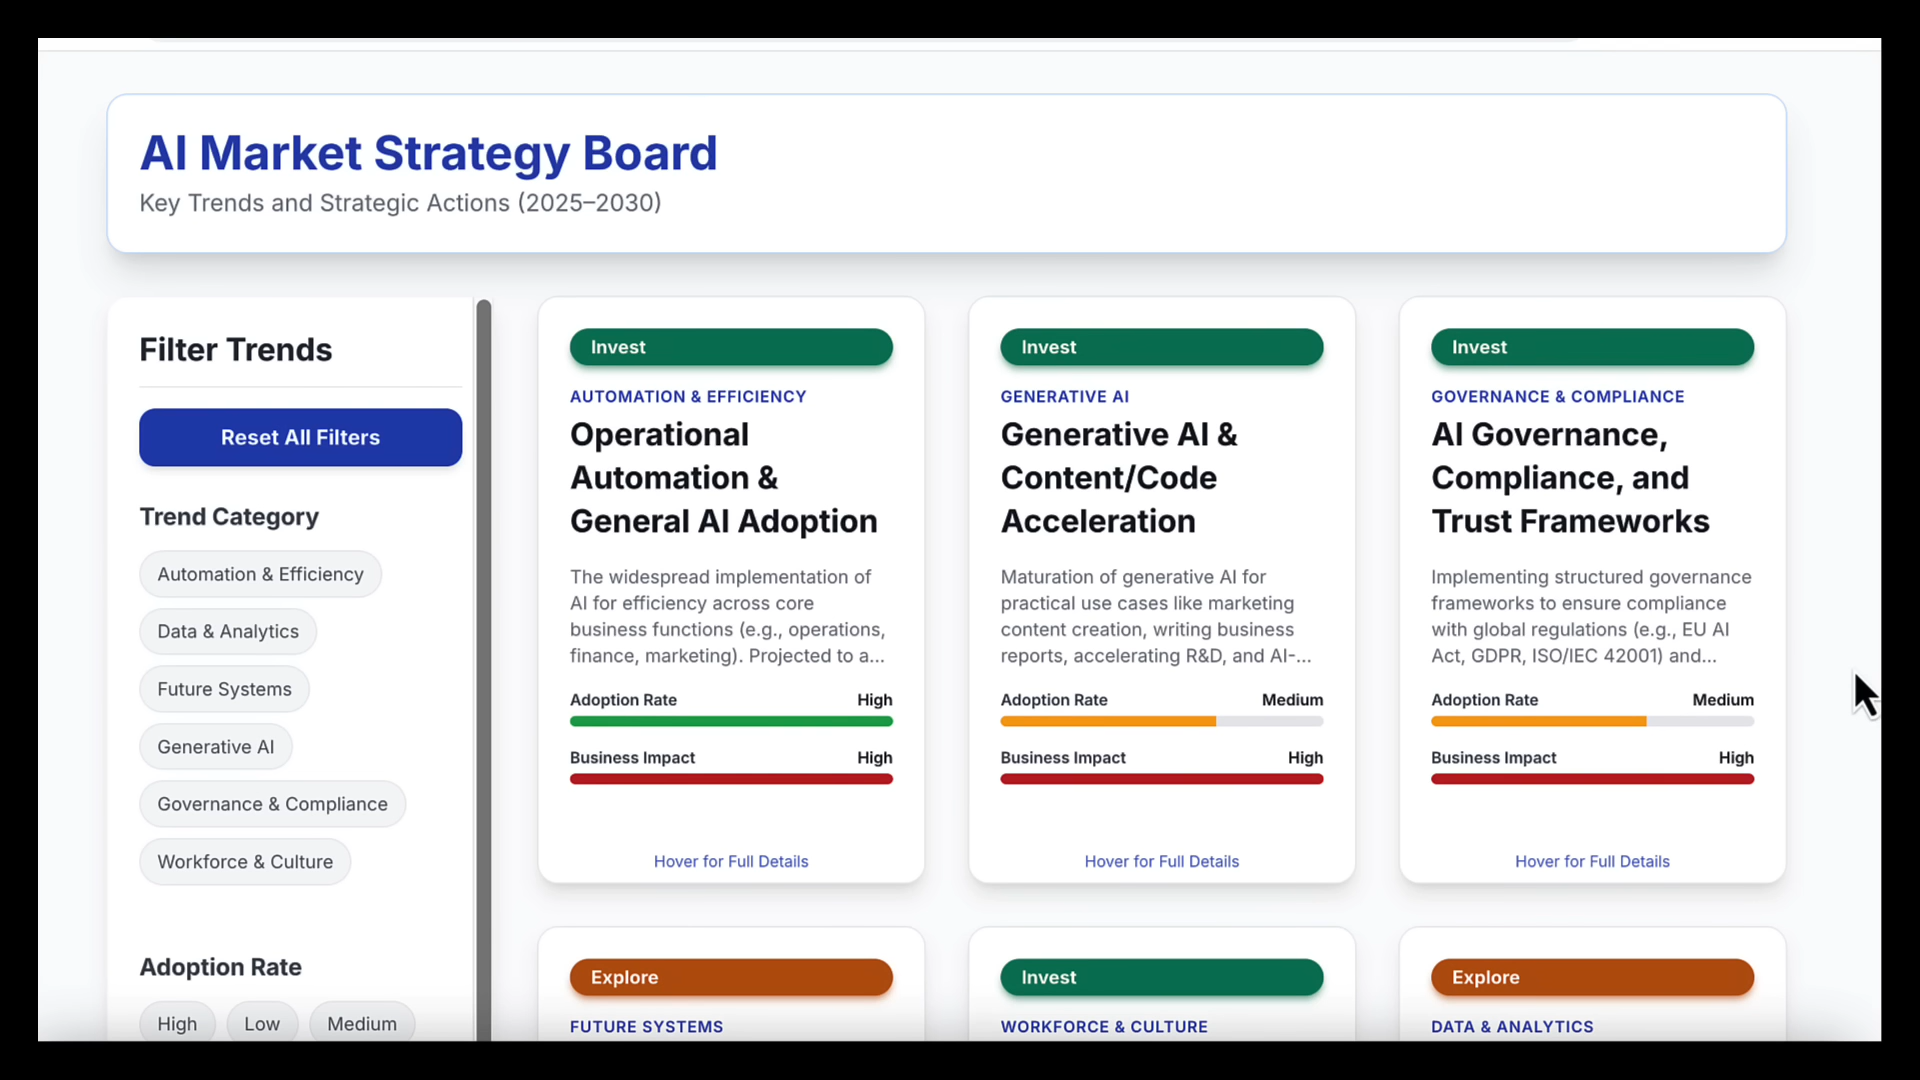 AI Market Strategy Board
Key Trends and Strategic Actions (2025–2030)
Filter Trends
Reset All Filters
Trend Category
Automation & Efficiency
Data & Analytics
Future Systems
Generative AI
Governance & Compliance
Workforce & Culture
Adoption Rate
High
Low
Medium
Invest
AUTOMATION & EFFICIENCY
Operational
Automation &
General AI Adoption
The widespread implementation of
AI for efficiency across core
business functions (e.g., operations,
finance, marketing). Projected to a...
Adoption Rate High
Business Impact High
Hover for Full Details
Invest
GENERATIVE AI
Generative AI &
Content/Code
Acceleration
Maturation of generative AI for
practical use cases like marketing
content creation, writing business
reports, accelerating R&D, and AI-...
Adoption Rate Medium
Business Impact High
Hover for Full Details
Invest
GOVERNANCE & COMPLIANCE
AI Governance,
Compliance, and
Trust Frameworks
Implementing structured governance
frameworks to ensure compliance
with global regulations (e.g., EU AI
Act, GDPR, ISO/IEC 42001) and...
Adoption Rate Medium
Business Impact High
Hover for Full Details
Explore
FUTURE SYSTEMS
Invest
WORKFORCE & CULTURE
Explore
DATA & ANALYTICS